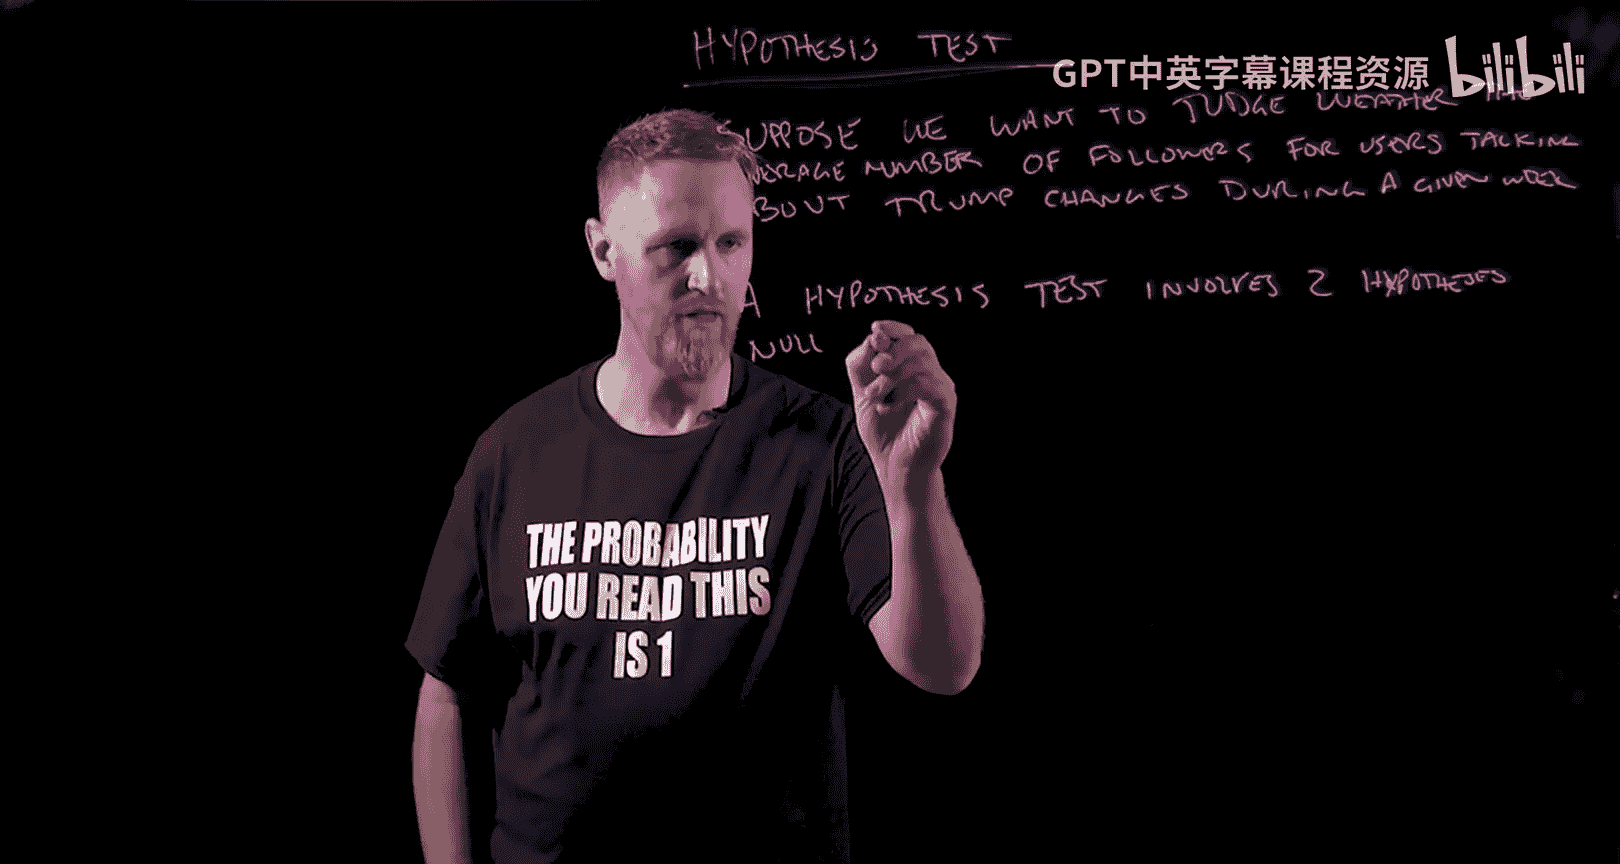 HYPOTHESIS TEST
GPT中英字幕课程资源 bilibili
SUPPOSE WE WANT TO JUDGE WEATHER THE
VERAGE NUMBER OF FOLLOWERS FOR USERS TALKING
BOUT TRUMP CHANGES DURING A GIVEN WEEK
A HYPOTHESIS TEST INVOLVES 2 HYPOTHESES
NULL
THE PROBABILITY
YOU READ THIS
IS 1